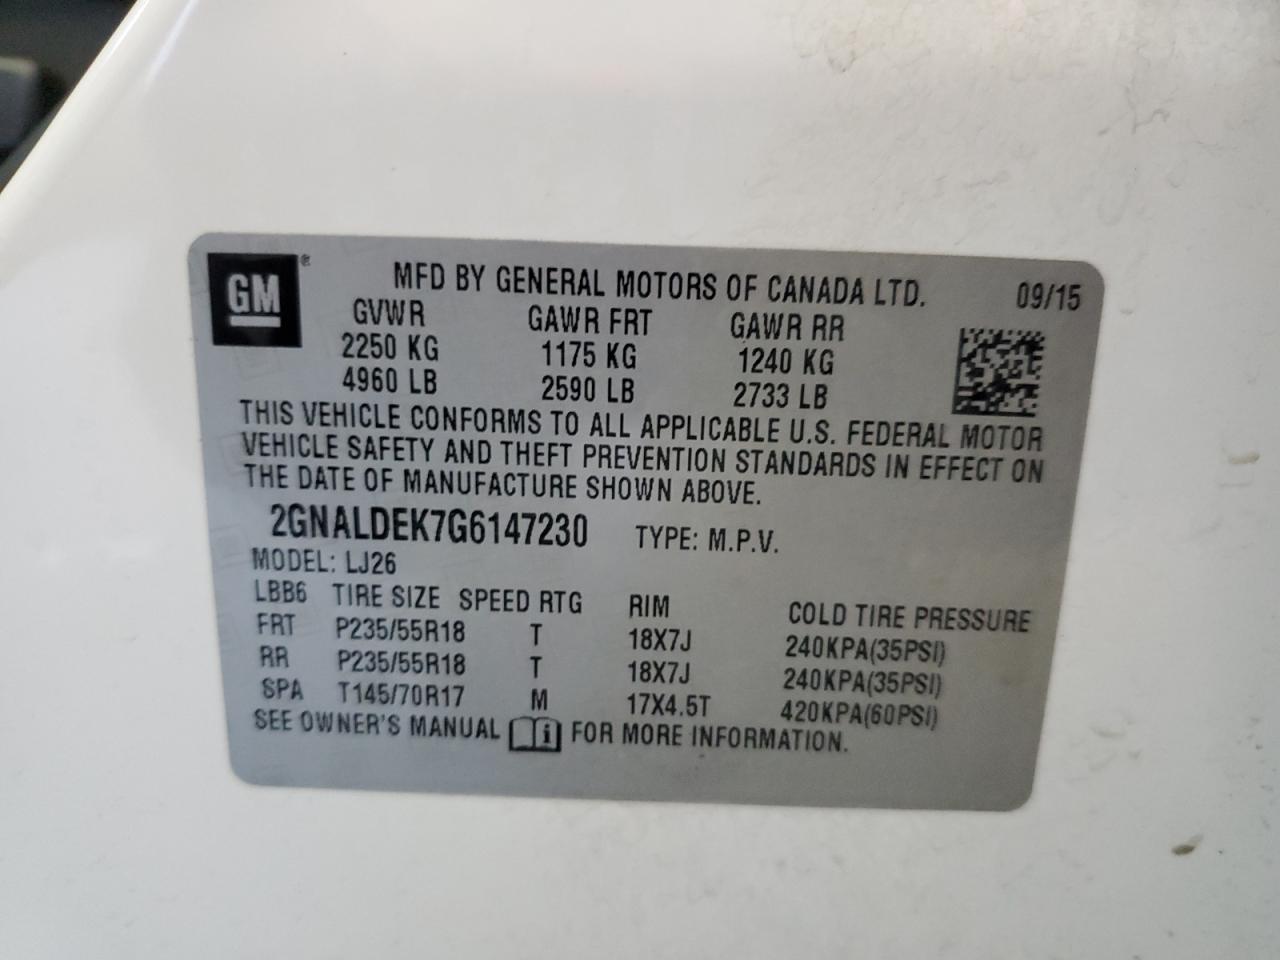 GM ® MFD BY GENERAL MOTORS OF CANADA LTD. 09/15
GVWR GAWR FRT GAWR RR
2250 KG 1175 KG 1240 KG
4960 LB 2590 LB 2733 LB
THIS VEHICLE CONFORMS TO ALL APPLICABLE U.S. FEDERAL MOTOR
VEHICLE SAFETY AND THEFT PREVENTION STANDARDS IN EFFECT ON
THE DATE OF MANUFACTURE SHOWN ABOVE.
2GNALDEK7G6147230 TYPE: M.P.V.
MODEL: LJ26
LBB6 TIRE SIZE SPEED RTG RIM COLD TIRE PRESSURE
FRT P235/55R18 T 18X7J 240KPA(35PSI)
RR P235/55R18 T 18X7J 240KPA(35PSI)
SPA T145/70R17 M 17X4.5T 420KPA(60PSI)
SEE OWNER'S MANUAL i FOR MORE INFORMATION.